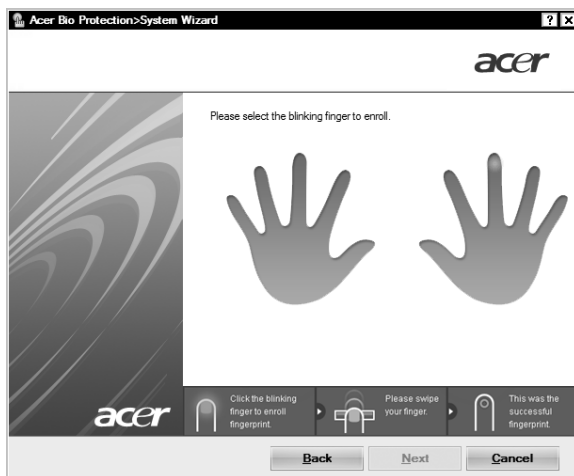 Acer Bio Protection>System Wizard
? X
acer
Please select the blinking finger to enroll.
acer
Click the blinking
finger to enroll
fingerprint.
Please swipe
your finger.
This was the
successful
fingerprint.
Back Next Cancel